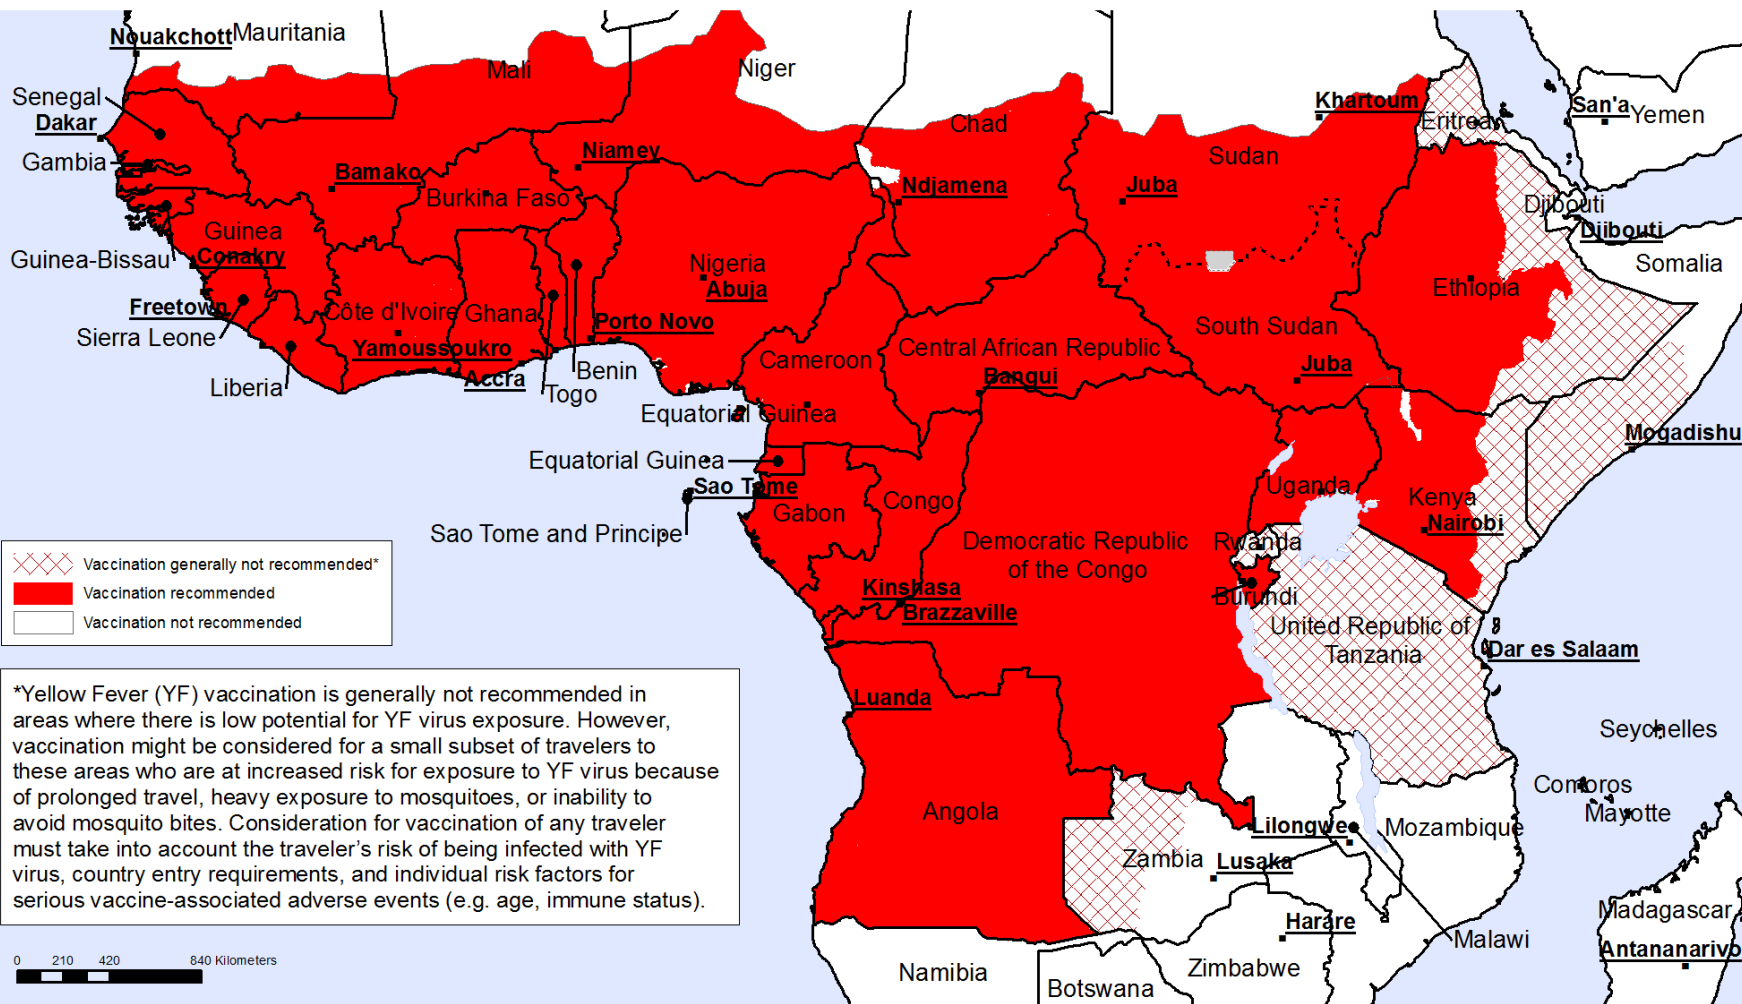 Nouakchott
Mauritania
Mali
Niger
Chad
Khartoum
Eritrea
San'a
Yemen
Senegal
Dakar
Gambia
Bamako
Niamey
Burkina Faso
Ndjamena
Juba
Sudan
Djibouti
Djibouti
Somalia
Guinea
Conakry
Guinea-Bissau
Nigeria
Abuja
Ethiopia
Freetown
Sierra Leone
Côte d'Ivoire
Ghana
Yamoussoukro
Porto Novo
Liberia
Accra
Togo
Benin
Cameroon
Central African Republic
Bangui
South Sudan
Juba
Equatorial Guinea
Mogadishu
Equatorial Guinea
Sao Tome
Gabon
Congo
Uganda
Kenya
Nairobi
Sao Tome and Principe
Democratic Republic
of the Congo
Rwanda
Burundi
Kinshasa
Brazzaville
United Republic of
Tanzania
Dar es Salaam
Luanda
Seychelles
Comoros
Mayotte
Angola
Lilongwe
Mozambique
Zambia
Lusaka
Harare
Malawi
Madagascar
Antananarivo
Namibia
Botswana
Zimbabwe
Vaccination generally not recommended*
Vaccination recommended
Vaccination not recommended
*Yellow Fever (YF) vaccination is generally not recommended in
areas where there is low potential for YF virus exposure. However,
vaccination might be considered for a small subset of travelers to
these areas who are at increased risk for exposure to YF virus because
of prolonged travel, heavy exposure to mosquitoes, or inability to
avoid mosquito bites. Consideration for vaccination of any traveler
must take into account the traveler’s risk of being infected with YF
virus, country entry requirements, and individual risk factors for
serious vaccine-associated adverse events (e.g. age, immune status).
0 210 420 840 Kilometers